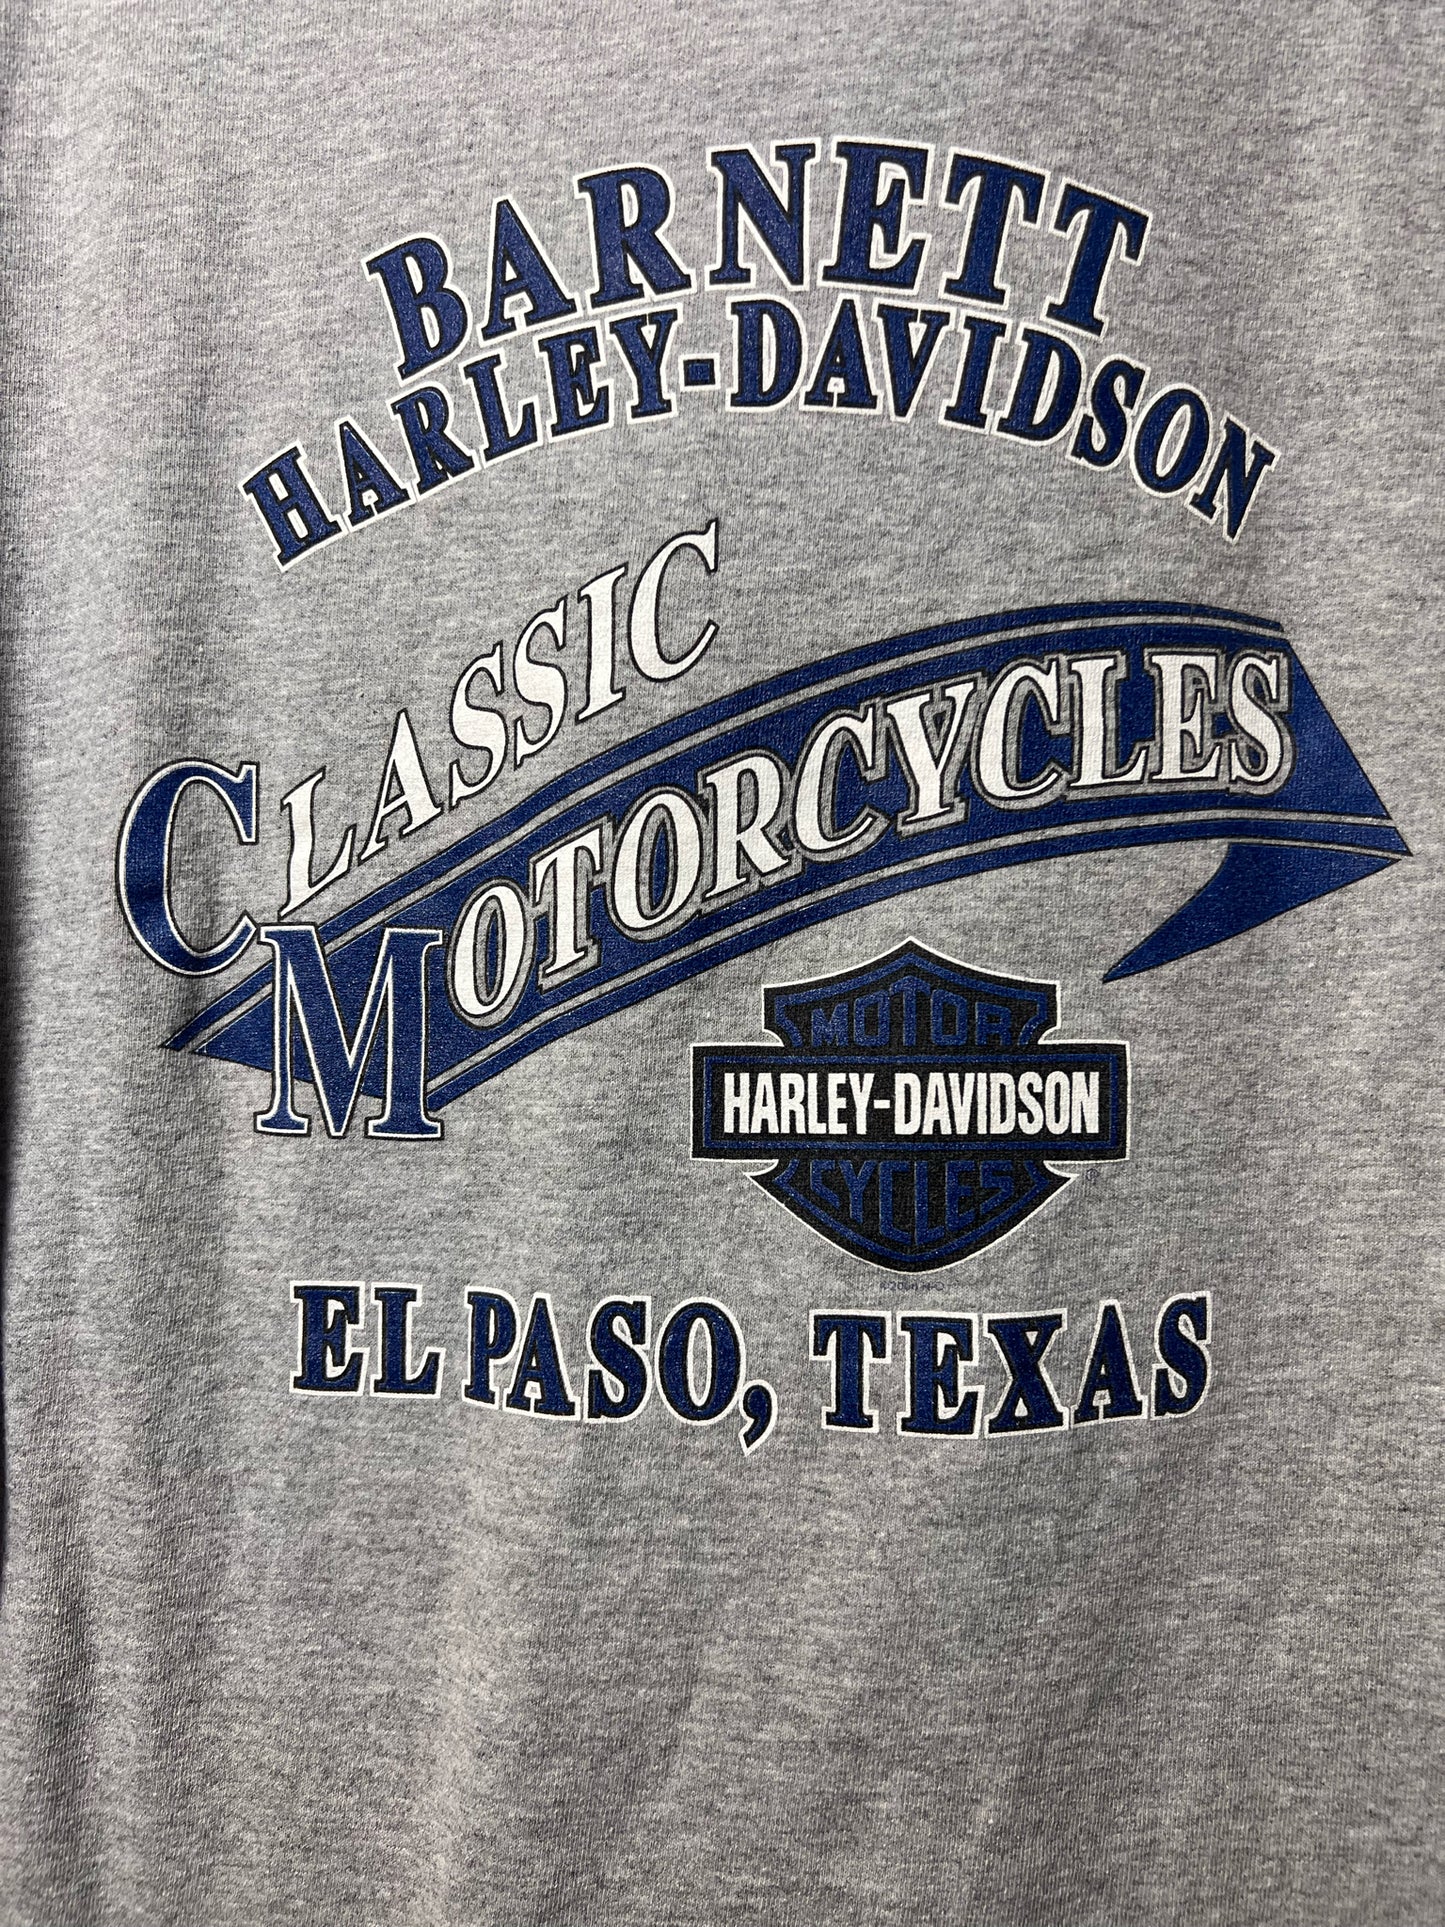 BARNETT
HARLEY-DAVIDSON
CLASSIC
MOTORCYCLES
MOTOR
HARLEY-DAVIDSON
CYCLES
®
EL PASO, TEXAS